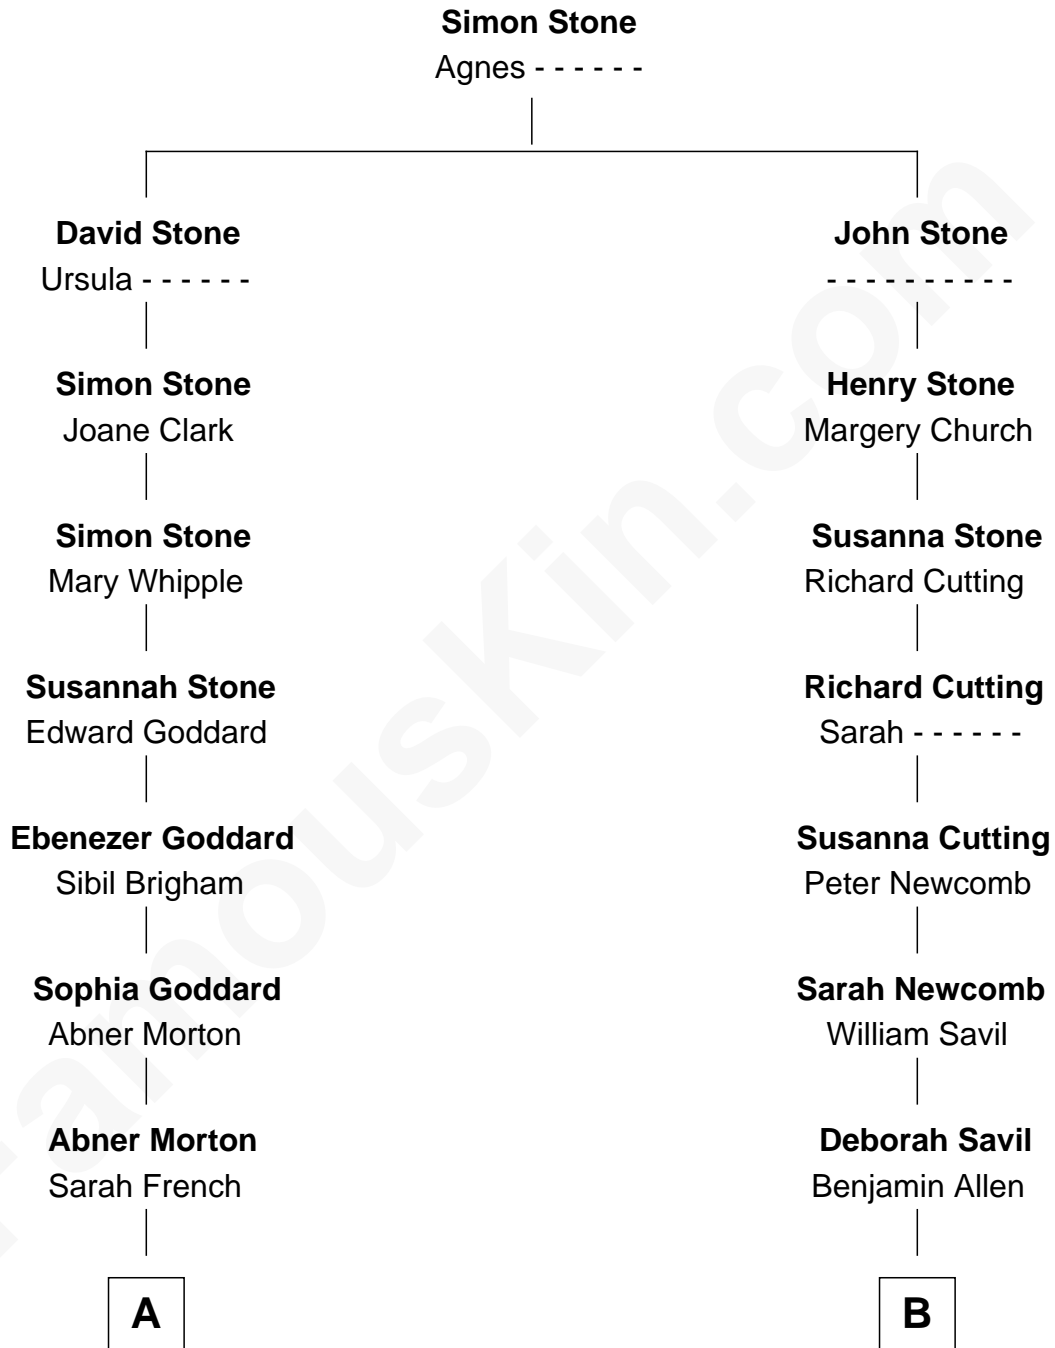 Simon Stone
Agnes - - - - - -
David Stone
Ursula - - - - - -
John Stone
- - - - - - - - - -
Simon Stone
Joane Clark
Henry Stone
Margery Church
Simon Stone
Mary Whipple
Susanna Stone
Richard Cutting
Susannah Stone
Edward Goddard
Richard Cutting
Sarah - - - - - -
Ebenezer Goddard
Sibil Brigham
Susanna Cutting
Peter Newcomb
Sophia Goddard
Abner Morton
Sarah Newcomb
William Savil
Abner Morton
Sarah French
Deborah Savil
Benjamin Allen
A
B
FamousKin.com